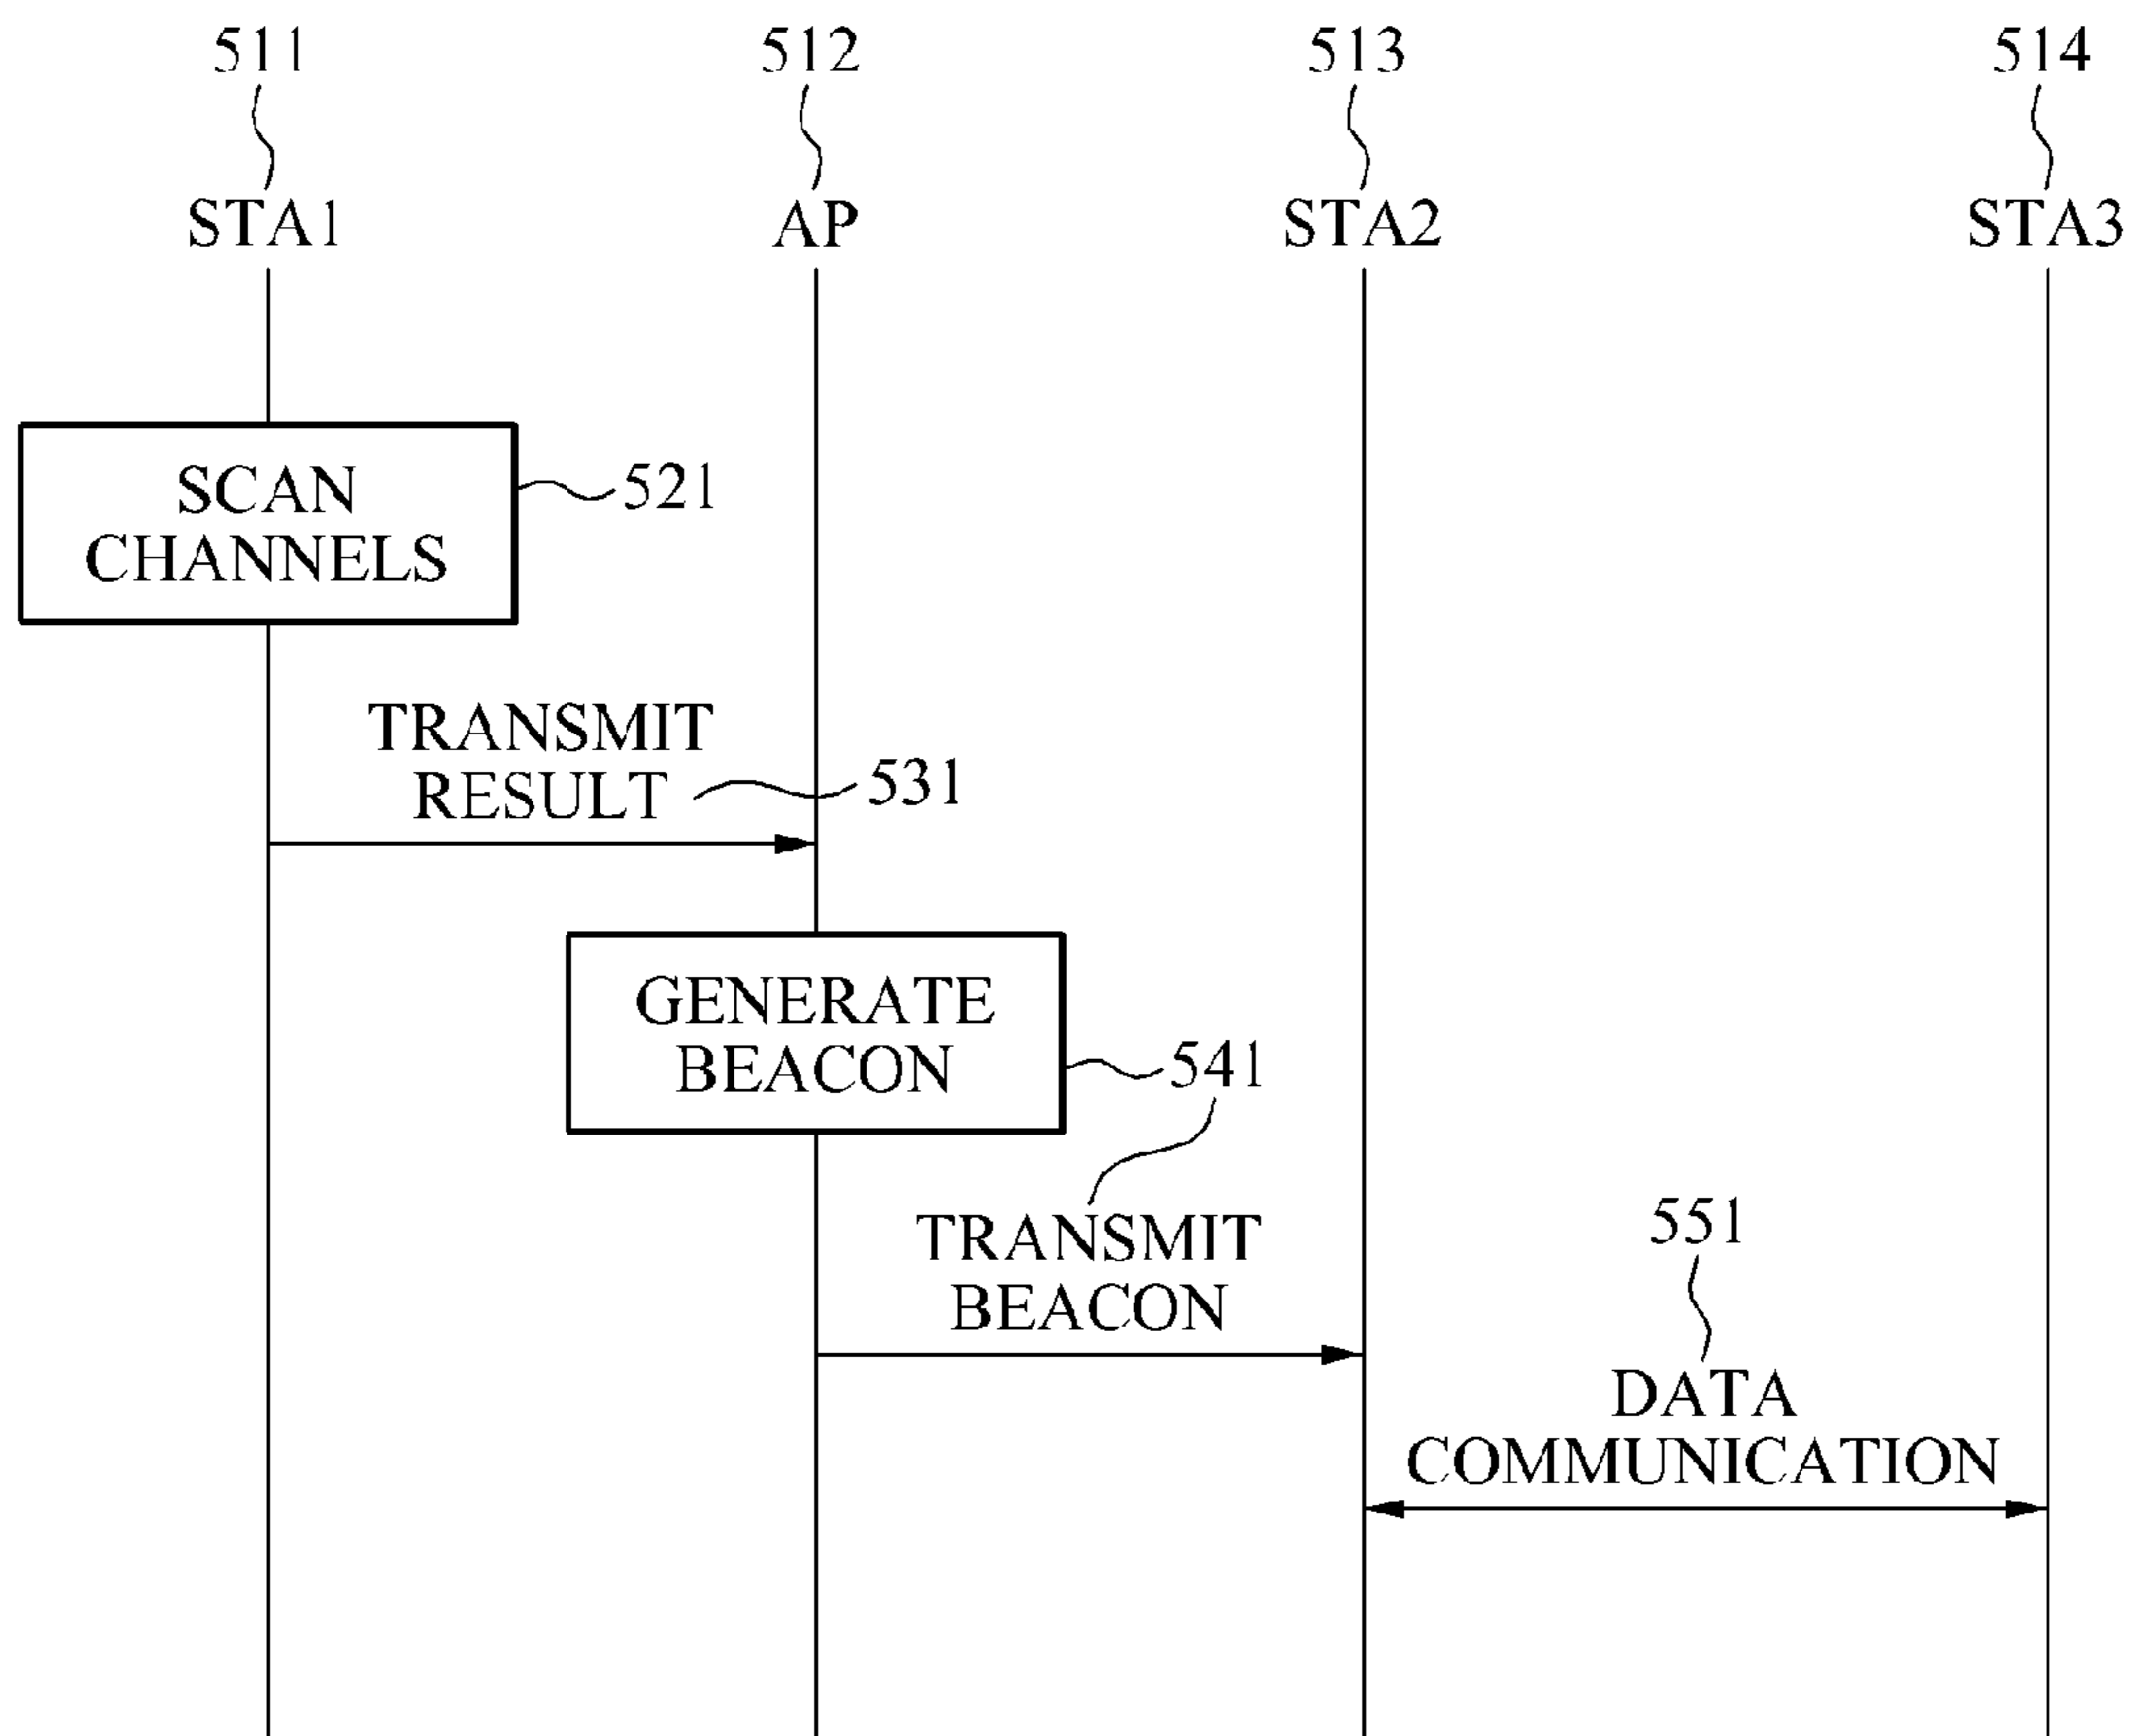 511 512 513 514
STA1 AP STA2 STA3
SCAN
CHANNELS
521
TRANSMIT
RESULT
531
GENERATE
BEACON
541
TRANSMIT
BEACON
551
DATA
COMMUNICATION